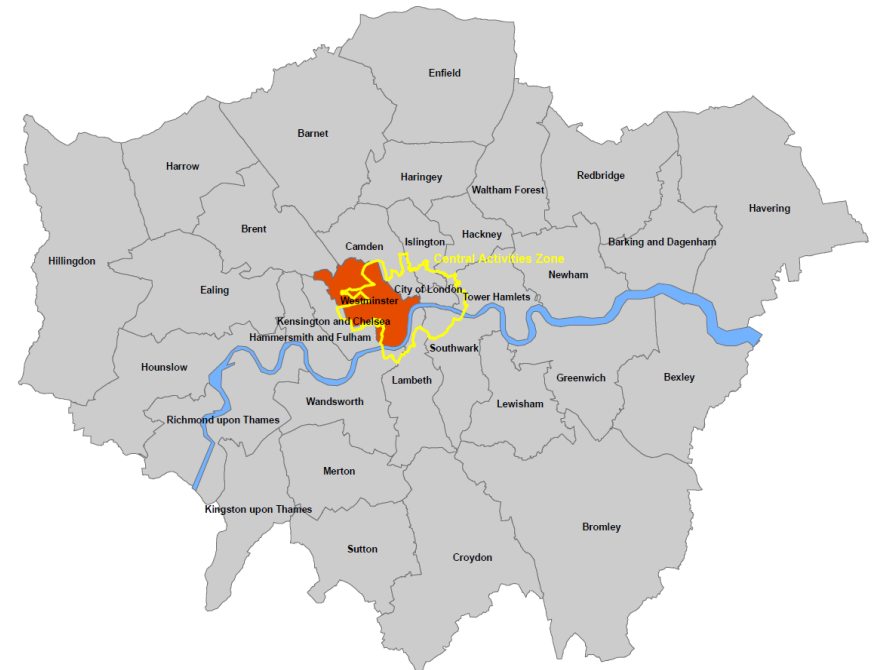 Enfield
Barnet
Harrow
Haringey
Waltham Forest
Redbridge
Havering
Brent
Hackney
Camden
Islington
Barking and Dagenham
Hillingdon
Central Activities Zone
Newham
Ealing
City of London
Tower Hamlets
Westminster
Kensington and Chelsea
Hammersmith and Fulham
Southwark
Hounslow
Lambeth
Greenwich
Bexley
Wandsworth
Lewisham
Richmond upon Thames
Merton
Kingston upon Thames
Bromley
Sutton
Croydon